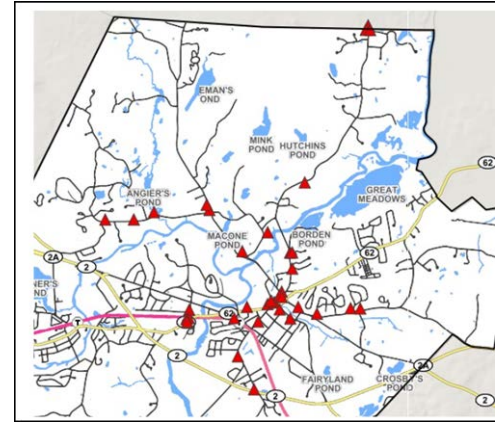 EMAN'S
OND
MINK
POND
HUTCHINS
POND
62
ANGIER'S
POND
GREAT
MEADOWS
MACONE
POND
BORDEN
POND
62
2A
2
NER'S
ND
62
2
2A
FAIRYLAND
POND
CROSBY'S
POND
2
2